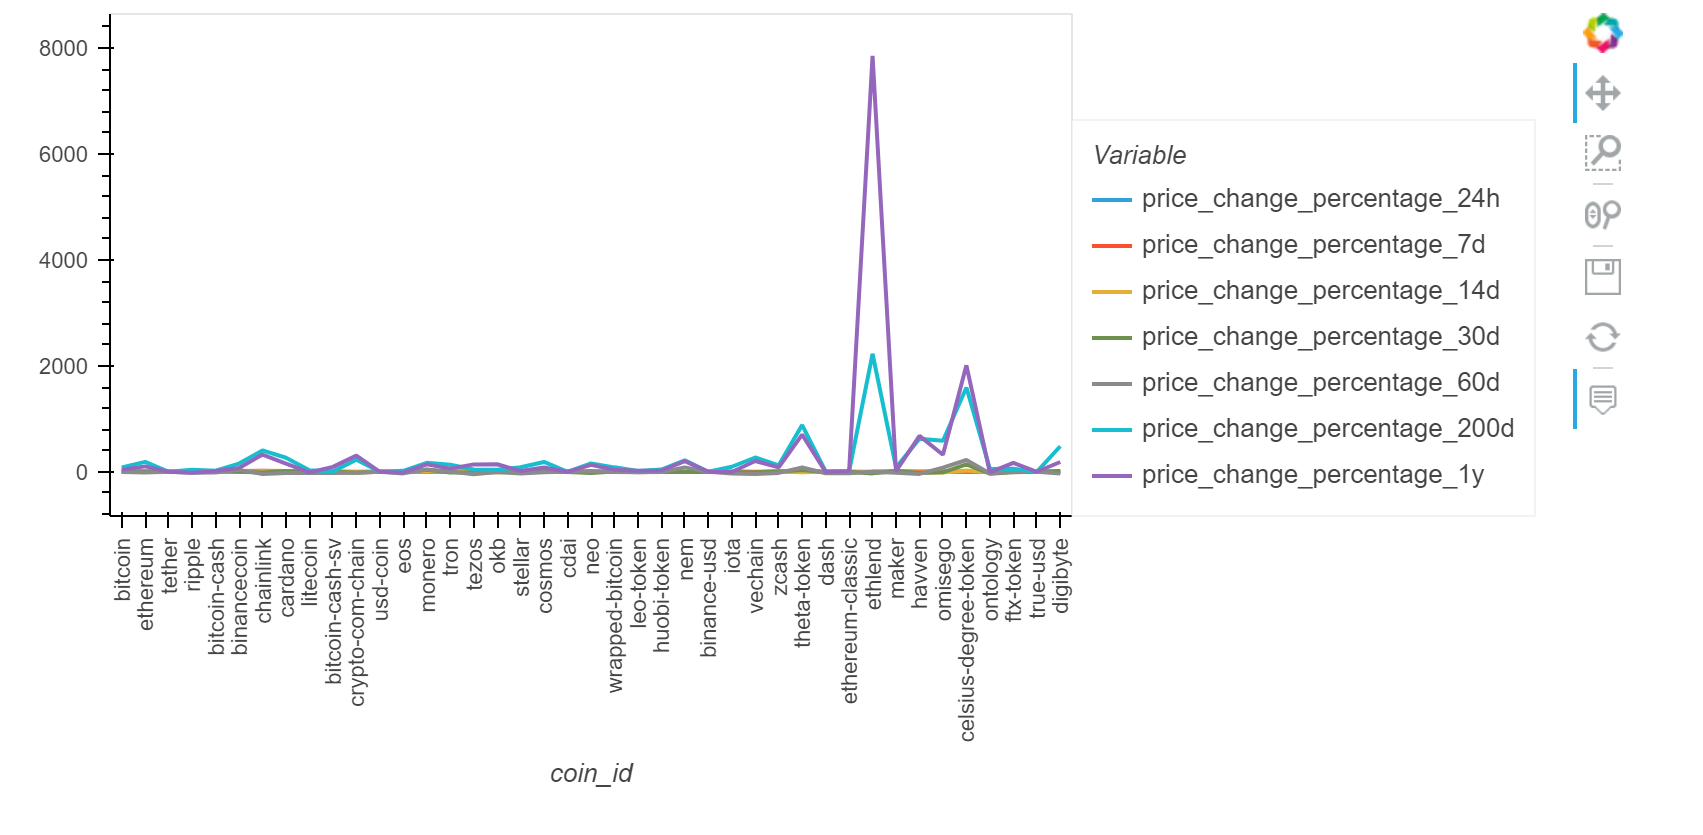 8000
6000
4000
2000
0
Variable
price_change_percentage_24h
price_change_percentage_7d
price_change_percentage_14d
price_change_percentage_30d
price_change_percentage_60d
price_change_percentage_200d
price_change_percentage_1y
bitcoin
ethereum
tether
ripple
bitcoin-cash
binancecoin
chainlink
cardano
litecoin
bitcoin-cash-sv
crypto-com-chain
usd-coin
eos
monero
tron
tezos
okb
stellar
cosmos
cdai
neo
wrapped-bitcoin
leo-token
huobi-token
nem
binance-usd
iota
vechain
zcash
theta-token
dash
ethereum-classic
ethlend
maker
havven
omisego
celsius-degree-token
ontology
ftx-token
true-usd
digibyte
coin_id